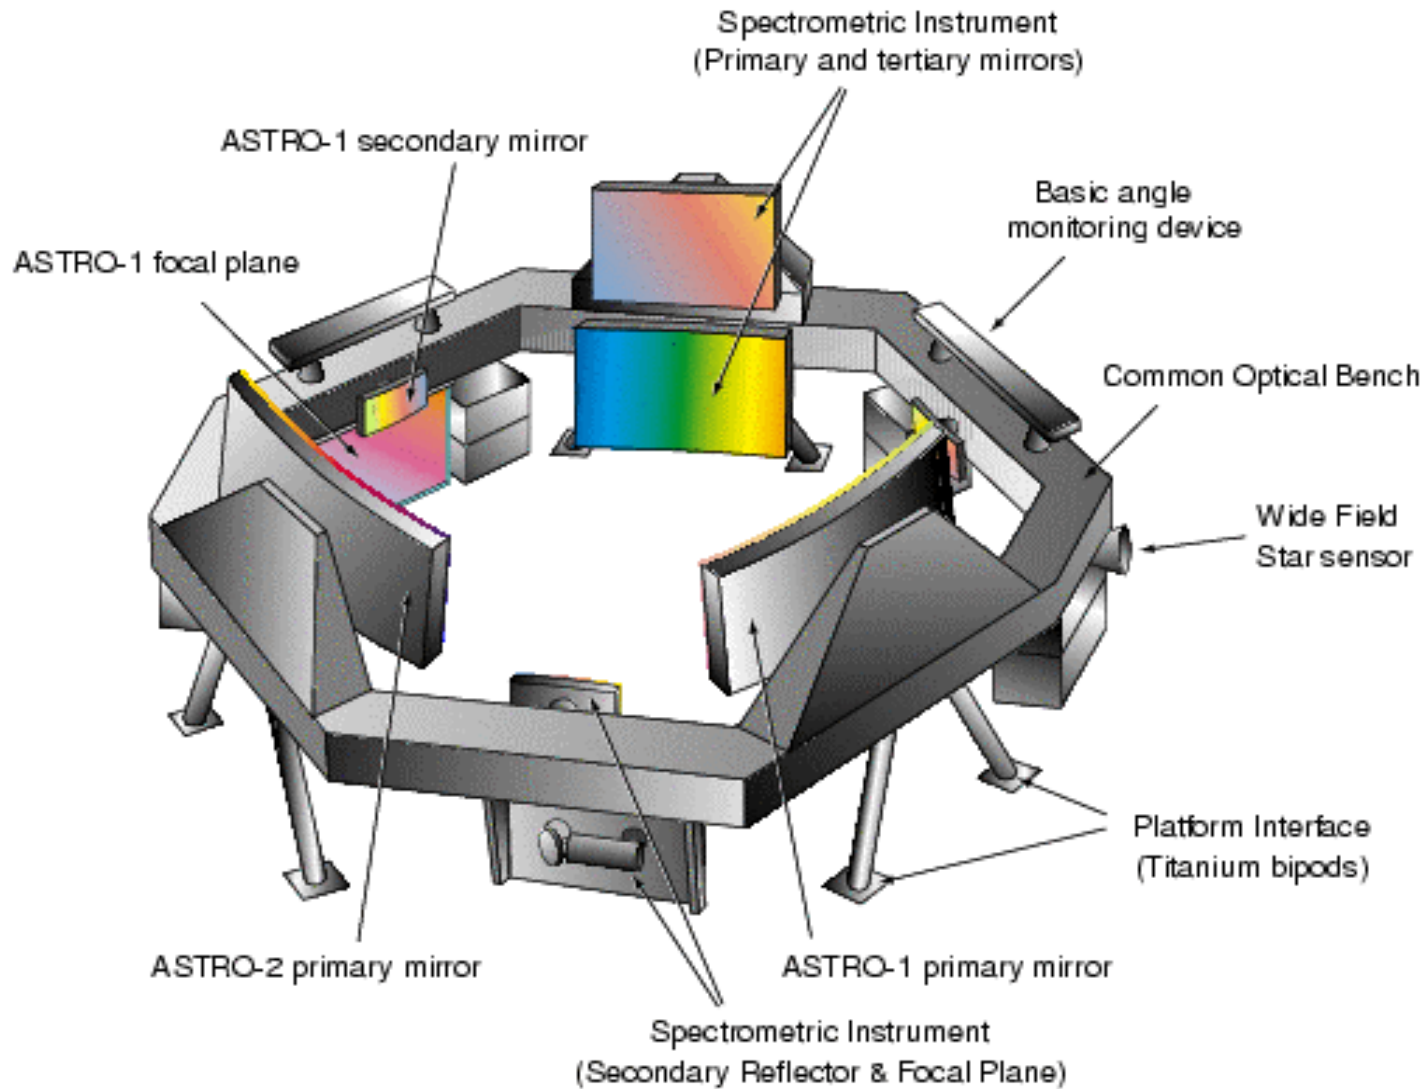 Spectrometric Instrument
(Primary and tertiary mirrors)
ASTRO-1 secondary mirror
Basic angle
monitoring device
ASTRO-1 focal plane
Common Optical Bench
Wide Field
Star sensor
Platform Interface
(Titanium bipods)
ASTRO-2 primary mirror
ASTRO-1 primary mirror
Spectrometric Instrument
(Secondary Reflector & Focal Plane)